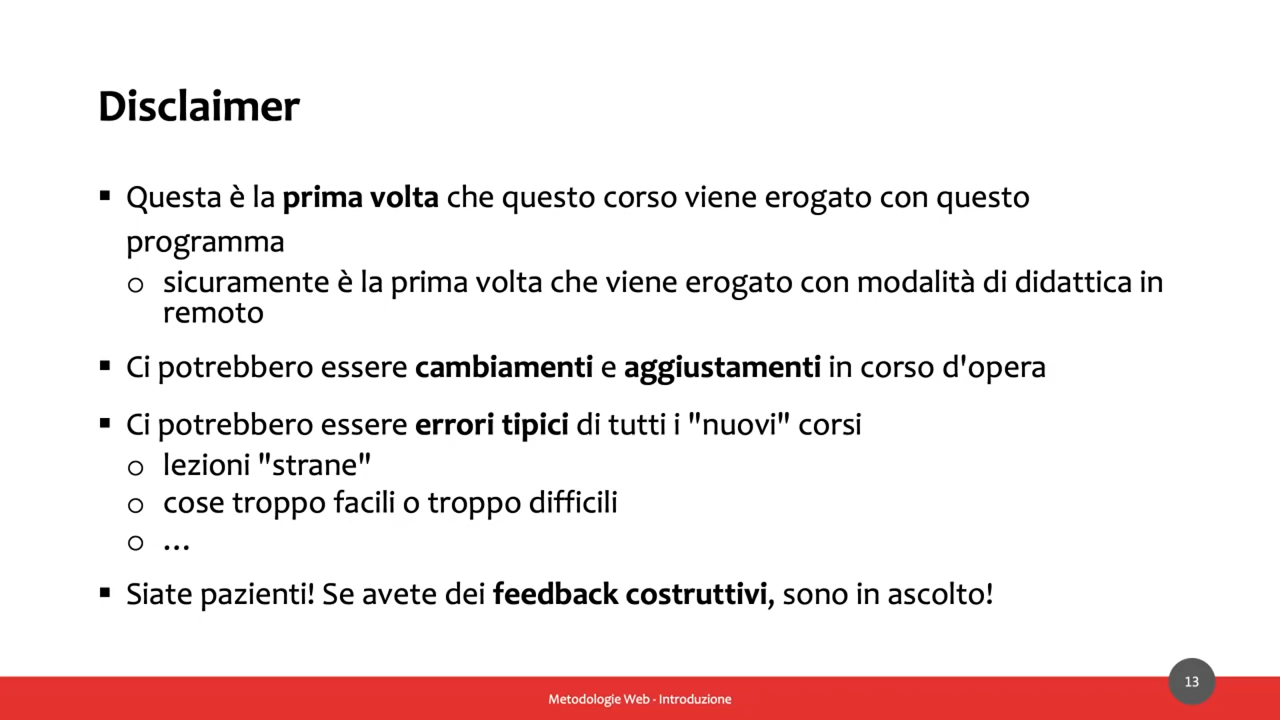 Disclaimer
▪ Questa è la prima volta che questo corso viene erogato con questo
programma
o sicuramente è la prima volta che viene erogato con modalità di didattica in
remoto
▪ Ci potrebbero essere cambiamenti e aggiustamenti in corso d'opera
▪ Ci potrebbero essere errori tipici di tutti i "nuovi" corsi
o lezioni "strane"
o cose troppo facili o troppo difficili
o ...
▪ Siate pazienti! Se avete dei feedback costruttivi, sono in ascolto!
13
Metodologie Web - Introduzione